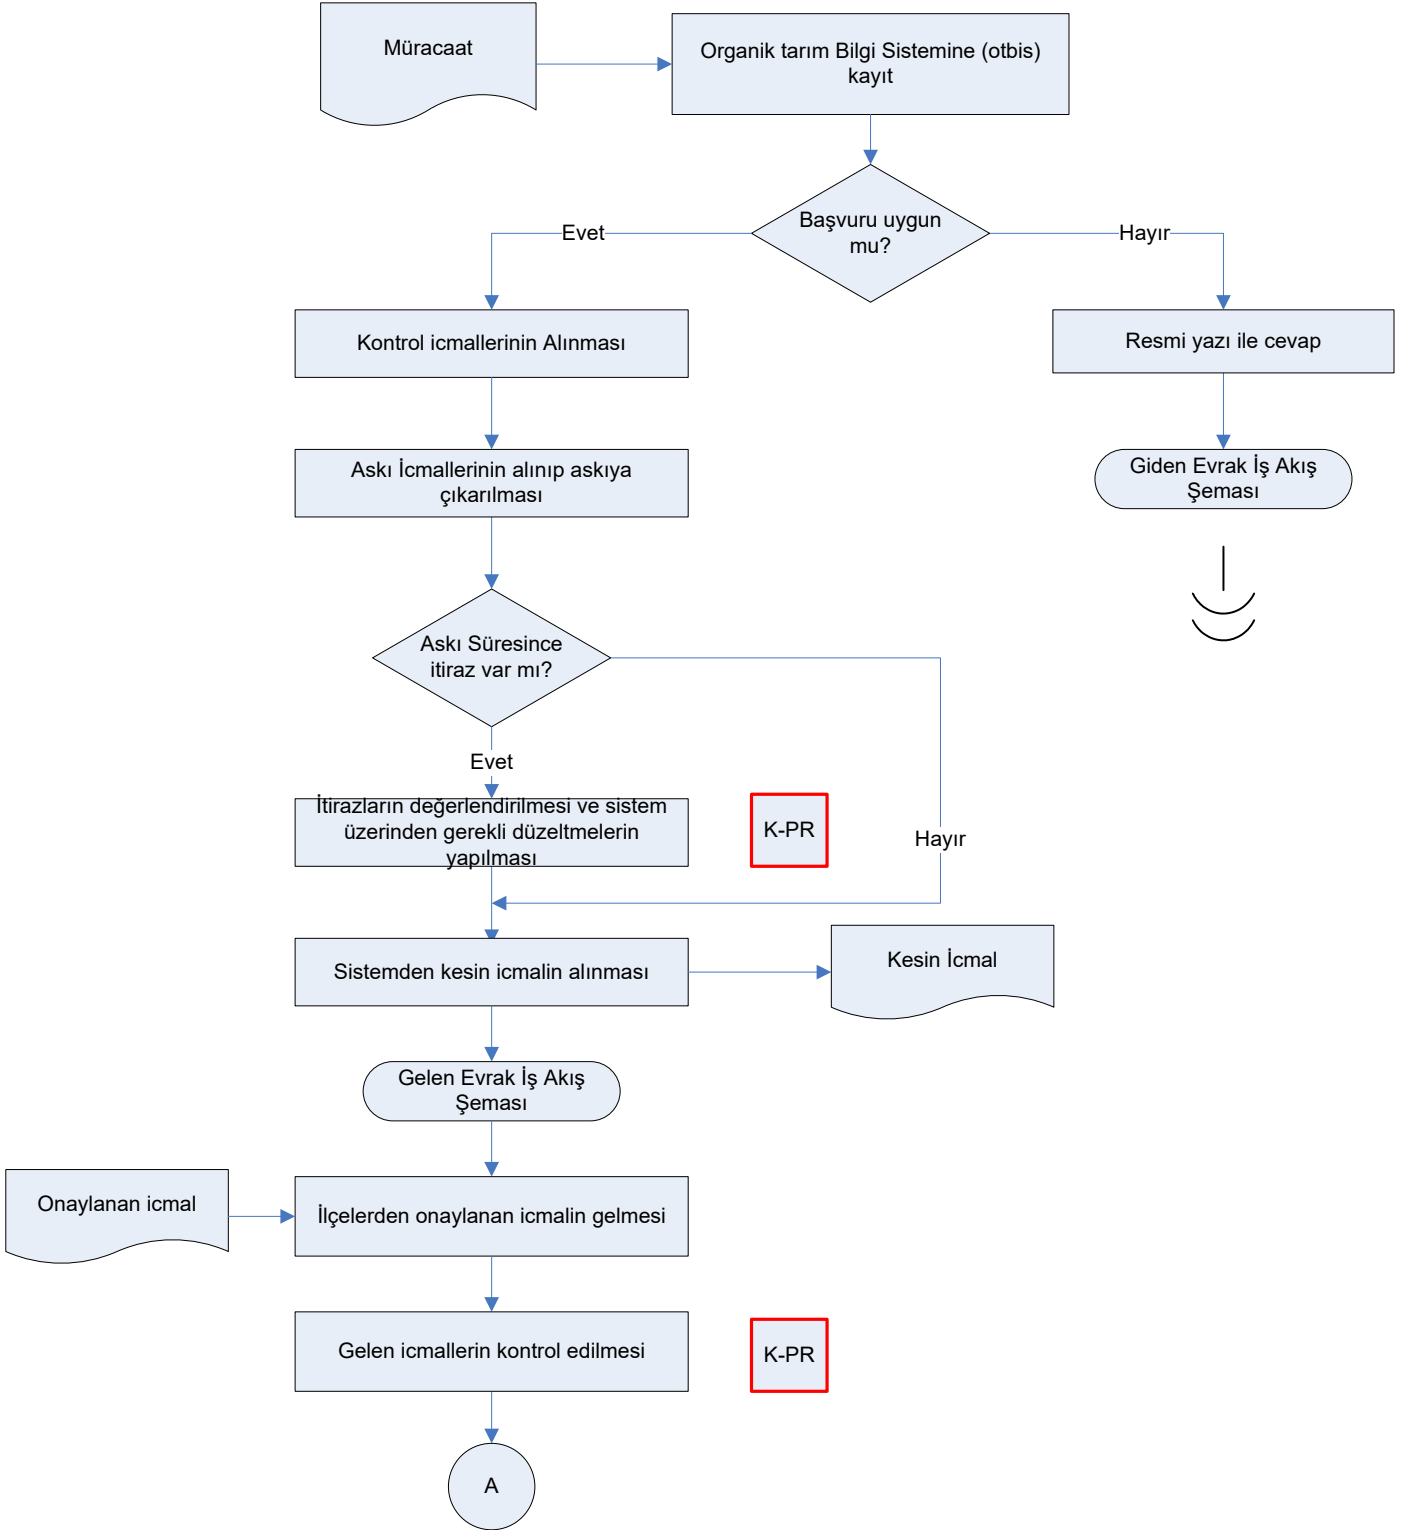 Müracaat
Organik tarım Bilgi Sistemine (otbis)
kayıt
Başvuru uygun
mu?
Evet
Hayır
Kontrol icmallerinin Alınması
Resmi yazı ile cevap
Askı İcmallerinin alınıp askıya
çıkarılması
Giden Evrak İş Akış
Şeması
Askı Süresince
itiraz var mı?
Evet
İtirazların değerlendirilmesi ve sistem
üzerinden gerekli düzeltmelerin
yapılması
K-PR
Hayır
Sistemden kesin icmalin alınması
Kesin İcmal
Gelen Evrak İş Akış
Şeması
Onaylanan icmal
İlçelerden onaylanan icmalin gelmesi
Gelen icmallerin kontrol edilmesi
K-PR
A